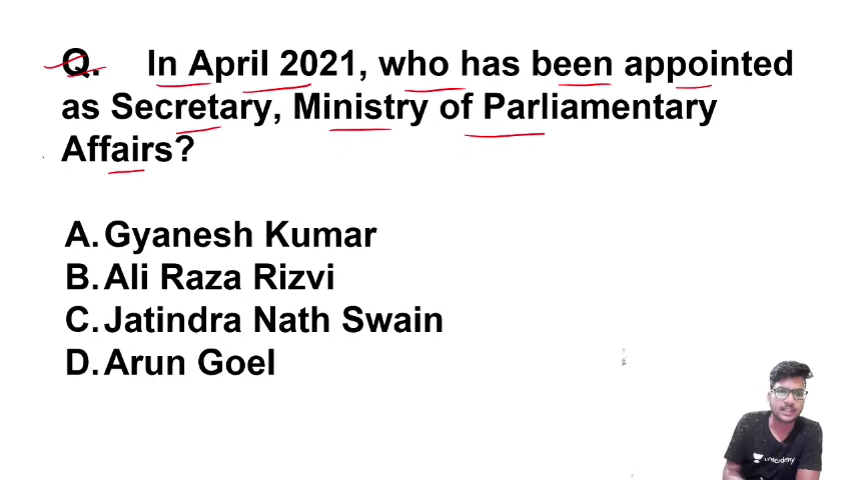 Q. In April 2021, who has been appointed
as Secretary, Ministry of Parliamentary
Affairs?
A. Gyanesh Kumar
B. Ali Raza Rizvi
C. Jatindra Nath Swain
D. Arun Goel
unacademy